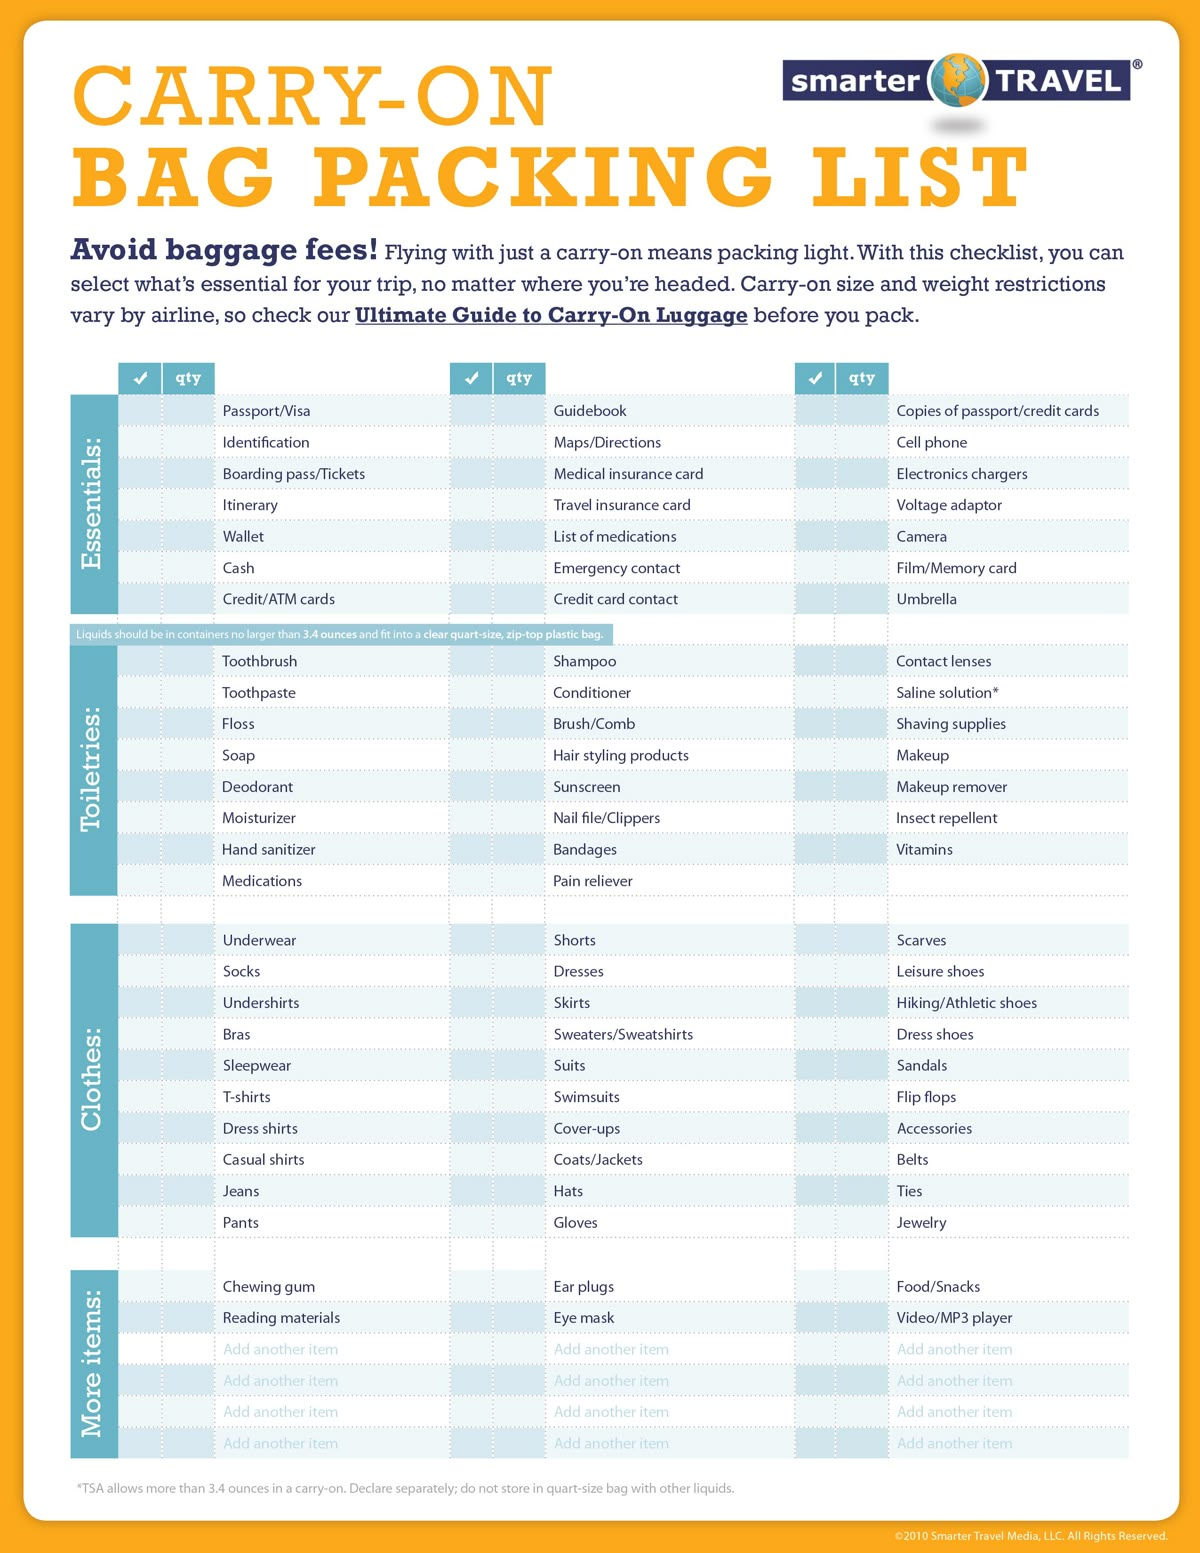 CARRY-ON
BAG PACKING LIST
smarter TRAVEL®
Avoid baggage fees! Flying with just a carry-on means packing light. With this checklist, you can
select what's essential for your trip, no matter where you're headed. Carry-on size and weight restrictions
vary by airline, so check our Ultimate Guide to Carry-On Luggage before you pack.
✓ qty ✓ qty ✓ qty
Essentials:
Passport/Visa Guidebook Copies of passport/credit cards
Identification Maps/Directions Cell phone
Boarding pass/Tickets Medical insurance card Electronics chargers
Itinerary Travel insurance card Voltage adaptor
Wallet List of medications Camera
Cash Emergency contact Film/Memory card
Credit/ATM cards Credit card contact Umbrella
Liquids should be in containers no larger than 3.4 ounces and fit into a clear quart-size, zip-top plastic bag.
Toiletries:
Toothbrush Shampoo Contact lenses
Toothpaste Conditioner Saline solution*
Floss Brush/Comb Shaving supplies
Soap Hair styling products Makeup
Deodorant Sunscreen Makeup remover
Moisturizer Nail file/Clippers Insect repellent
Hand sanitizer Bandages Vitamins
Medications Pain reliever
Clothes:
Underwear Shorts Scarves
Socks Dresses Leisure shoes
Undershirts Skirts Hiking/Athletic shoes
Bras Sweaters/Sweatshirts Dress shoes
Sleepwear Suits Sandals
T-shirts Swimsuits Flip flops
Dress shirts Cover-ups Accessories
Casual shirts Coats/Jackets Belts
Jeans Hats Ties
Pants Gloves Jewelry
More items:
Chewing gum Ear plugs Food/Snacks
Reading materials Eye mask Video/MP3 player
Add another item Add another item Add another item
Add another item Add another item Add another item
Add another item Add another item Add another item
Add another item Add another item Add another item
*TSA allows more than 3.4 ounces in a carry-on. Declare separately; do not store in quart-size bag with other liquids.
©2010 Smarter Travel Media, LLC. All Rights Reserved.